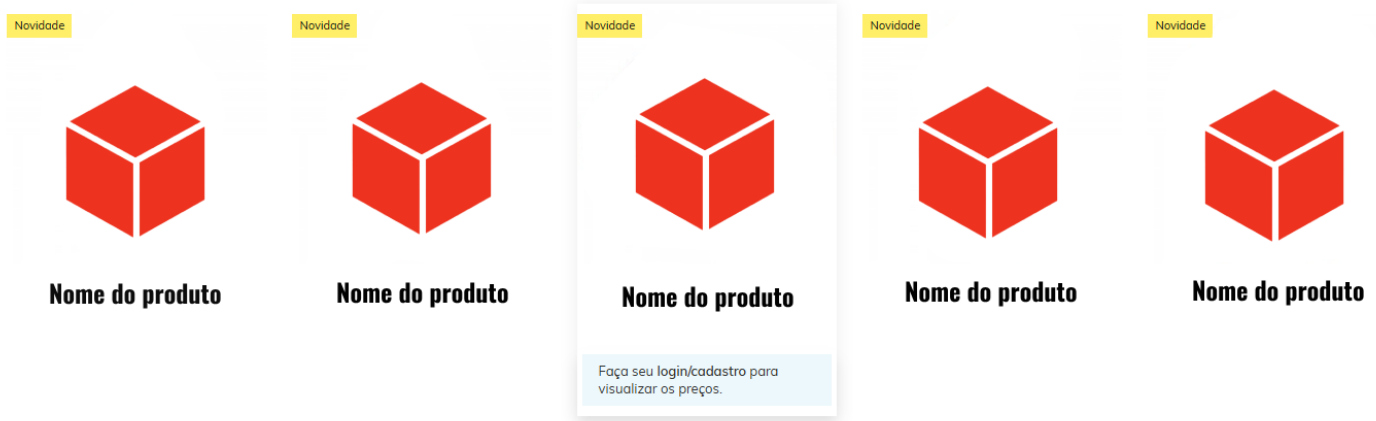 Novidade
Novidade
Novidade
Novidade
Novidade
Nome do produto
Nome do produto
Nome do produto
Nome do produto
Nome do produto
Faça seu login/cadastro para
visualizar os preços.